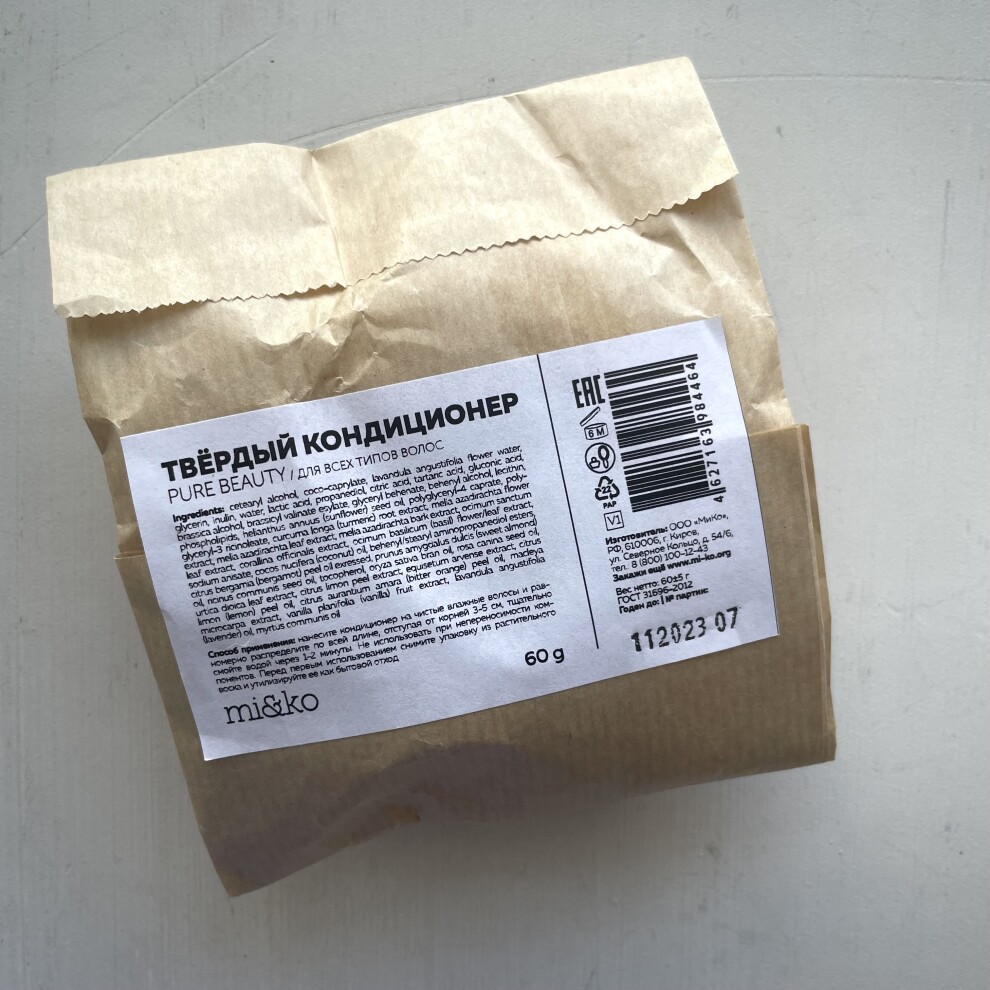 ТВЁРДЫЙ КОНДИЦИОНЕР
PURE BEAUTY / ДЛЯ ВСЕХ ТИПОВ ВОЛОС
Ingredients: cetearyl alcohol, coco-caprylate, lavandula angustifolia flower water,
glycerin, inulin, water, lactic acid, propanediol, citric acid, tartaric acid, gluconic acid,
brassica alcohol, brassicyl valinate esylate, glyceryl behenate, behenyl alcohol, lecithin,
phospholipids, helianthus annuus (sunflower) seed oil, polyglyceryl-4 caprate, poly-
glyceryl-3 ricinoleate, curcuma longa (turmeric) root extract, melia azadirachta flower
extract, melia azadirachta leaf extract, melia azadirachta bark extract, ocimum sanctum
leaf extract, corallina officinalis extract, ocimum basilicum (basil) flower/leaf extract,
sodium anisate, cocos nucifera (coconut) oil, behenyl/stearyl aminopropanediol esters,
citrus bergamia (bergamot) peel oil expressed, prunus amygdalus dulcis (sweet almond)
oil, ricinus communis seed oil, tocopherol, oryza sativa bran oil, rosa canina seed oil,
urtica dioica leaf extract, citrus limon peel extract, equisetum arvense extract, citrus
limon (lemon) peel oil, citrus aurantium amara (bitter orange) peel oil, madeya
microcarpa extract, vanilla planifolia (vanilla) fruit extract, lavandula angustifolia
(lavender) oil, myrtus communis oil
Способ применения: нанесите кондиционер на чистые влажные волосы и рав-
номерно распределите по всей длине, отступая от корней 3-5 см, тщательно
смойте водой через 1-2 минуты. Не использовать при непереносимости ком-
понентов. Перед первым использованием снимите упаковку из растительного
воска и утилизируйте ее как бытовой отход
60 g
mi&ko
EAC
6 M
21
PAP
V1
4 627163 984464
Изготовитель: ООО «МиКо»,
РФ, 610006, г. Киров,
ул. Северное Кольцо, д. 54/6,
тел. 8 (800) 100-12-43
Закажи ещё www.mi-ko.org
Вес нетто: 60±5 г
ГОСТ 31696-2012
Годен до: | № партии:
112023 07